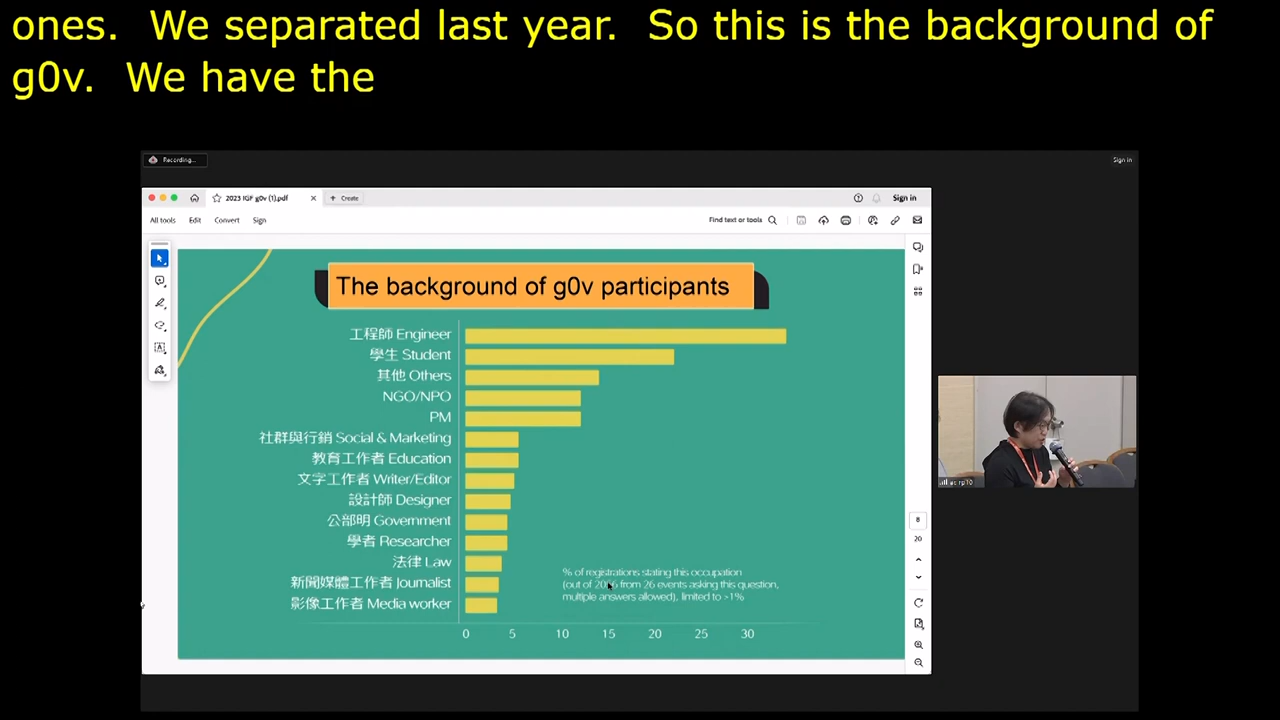 ones.  We separated last year.  So this is the background of
g0v.  We have the
Recording...
Sign in
2023 IGF g0v (1).pdf
Create
Sign in
All tools Edit Convert Sign
Find text or tools
The background of g0v participants
工程師 Engineer
學生 Student
其他 Others
NGO/NPO
PM
社群與行銷 Social & Marketing
教育工作者 Education
文字工作者 Writer/Editor
設計師 Designer
公部明 Government
學者 Researcher
法律 Law
新聞媒體工作者 Journalist
影像工作者 Media worker
0 5 10 15 20 25 30
% of registrations stating this occupation
(out of from 26 events asking this question,
multiple answers allowed), limited to >1%
8
20